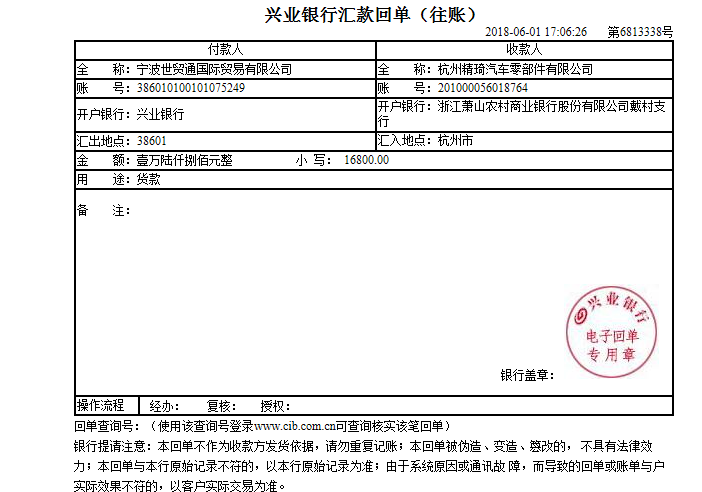 兴业银行汇款回单（往账）
2018-06-01 17:06:26 第6813338号
付款人 收款人
全 称：宁波世贸通国际贸易有限公司 全 称：杭州精琦汽车零部件有限公司
账 号：386010100101075249 账 号：201000056018764
开户银行：兴业银行 开户银行：浙江萧山农村商业银行股份有限公司戴村支
行
汇出地点：38601 汇入地点：杭州市
金 额：壹万陆仟捌佰元整 小 写： 16800.00
用 途：货款
备 注：
兴业银行
电子回单
专用章
银行盖章：
操作流程 经办： 复核： 授权：
回单查询号：（使用该查询号登录www.cib.com.cn可查询核实该笔回单）
银行提请注意：本回单不作为收款方发货依据，请勿重复记账；本回单被伪造、变造、篡改的，不具有法律效
力；本回单与本行原始记录不符的，以本行原始记录为准；由于系统原因或通讯故障，而导致的回单或账单与户
实际效果不符的，以客户实际交易为准。